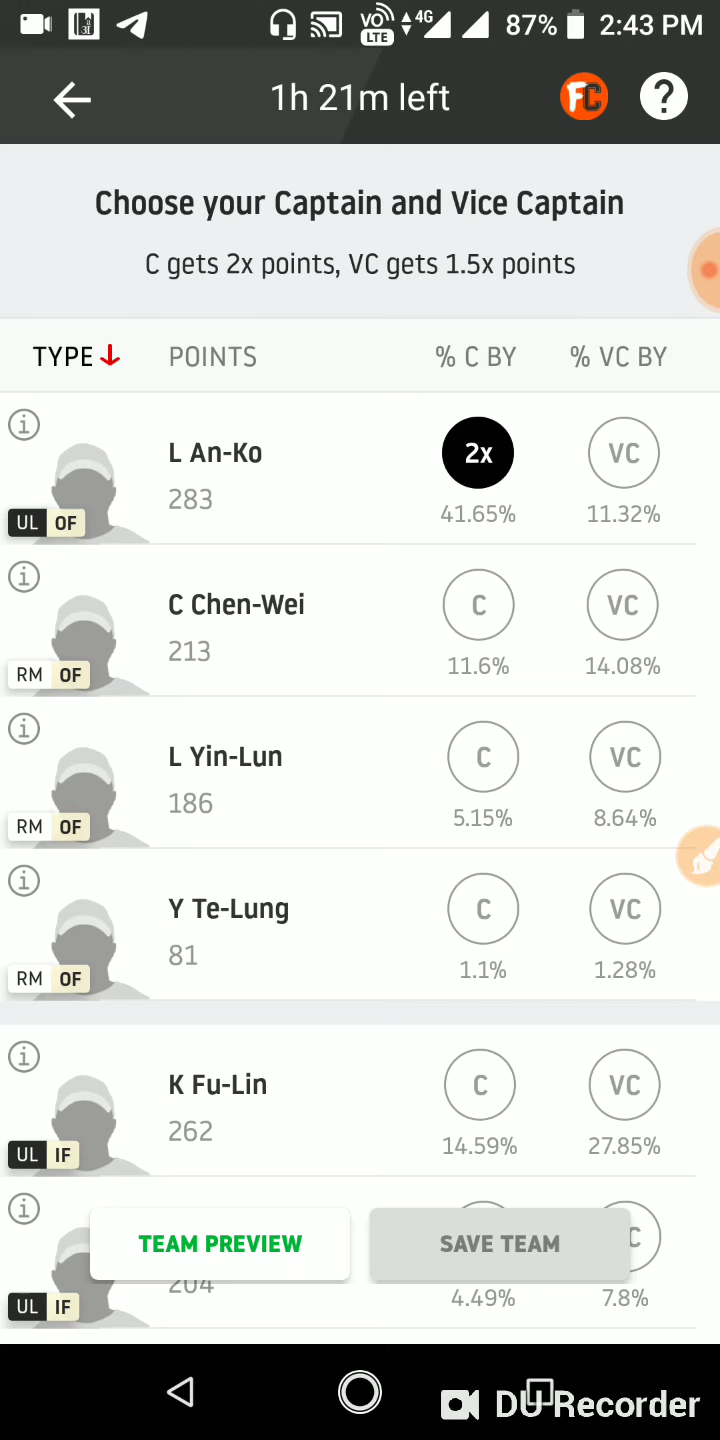 VO LTE 4G 87% 2:43 PM
1h 21m left FC ?
Choose your Captain and Vice Captain
C gets 2x points, VC gets 1.5x points
TYPE POINTS % C BY % VC BY
L An-Ko 2x VC
283 41.65% 11.32%
UL OF
C Chen-Wei C VC
213 11.6% 14.08%
RM OF
L Yin-Lun C VC
186 5.15% 8.64%
RM OF
Y Te-Lung C VC
81 1.1% 1.28%
RM OF
K Fu-Lin C VC
262 14.59% 27.85%
UL IF
TEAM PREVIEW SAVE TEAM C
204 4.49% 7.8%
UL IF
DU Recorder